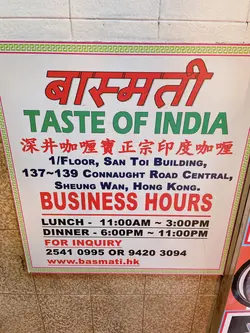 बास्मती
TASTE OF INDIA
深井咖喱寶正宗印度咖喱
1/FLOOR, SAN TOI BUILDING,
137~139 CONNAUGHT ROAD CENTRAL,
SHEUNG WAN, HONG KONG.
BUSINESS HOURS
LUNCH - 11:00AM ~ 3:00PM
DINNER - 6:00PM ~ 11:00PM
FOR INQUIRY
2541 0995 OR 9420 3094
www.basmati.hk